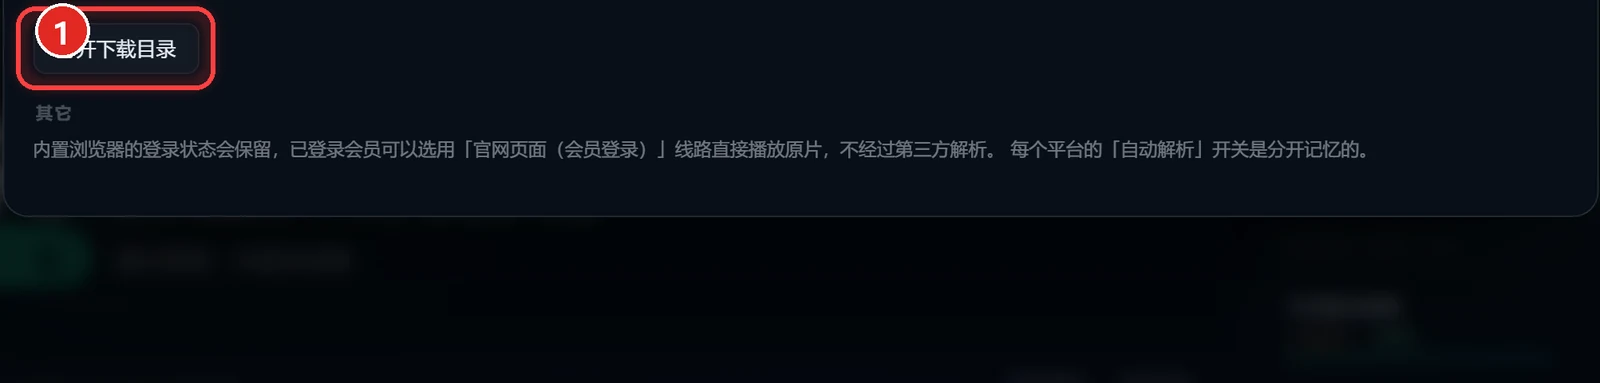 1
开下载目录
其它
内置浏览器的登录状态会保留，已登录会员可以选用「官网页面（会员登录）」线路直接播放原片，不经过第三方解析。 每个平台的「自动解析」开关是分开记忆的。